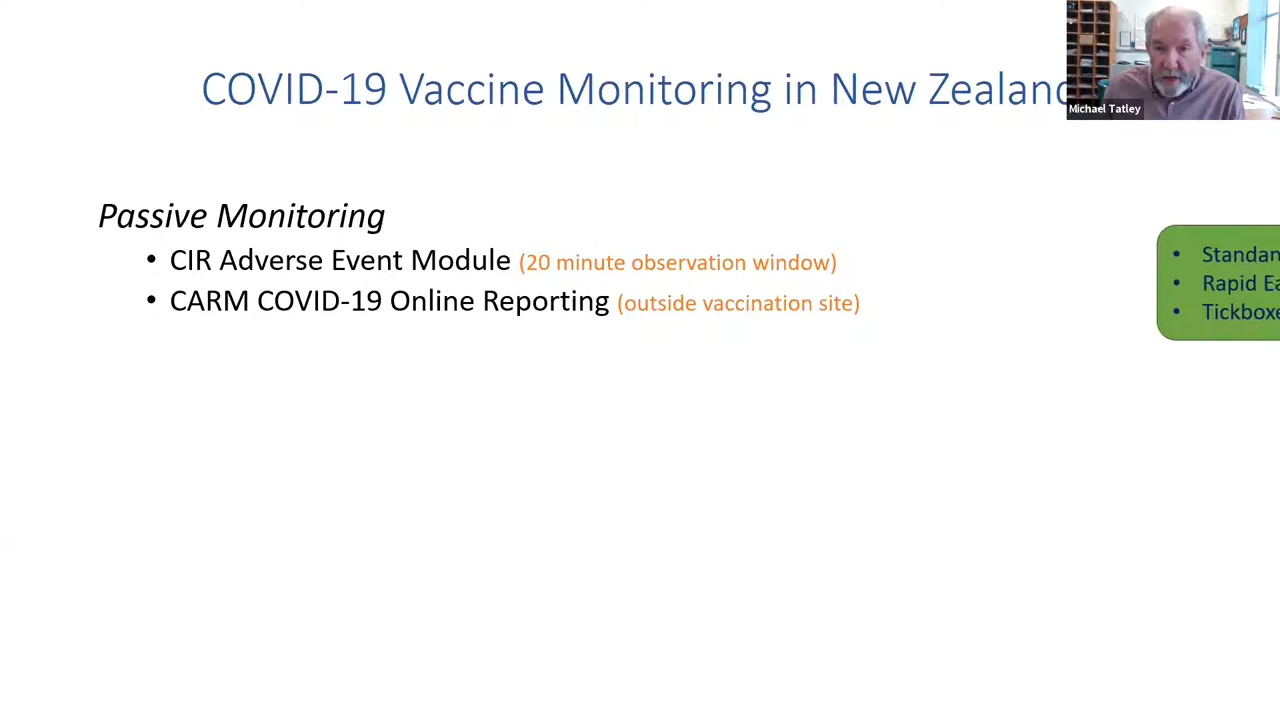 COVID-19 Vaccine Monitoring in New Zealand
Michael Tatley
Passive Monitoring
• CIR Adverse Event Module (20 minute observation window)
• CARM COVID-19 Online Reporting (outside vaccination site)
• Standan
• Rapid Ea
• Tickboxe